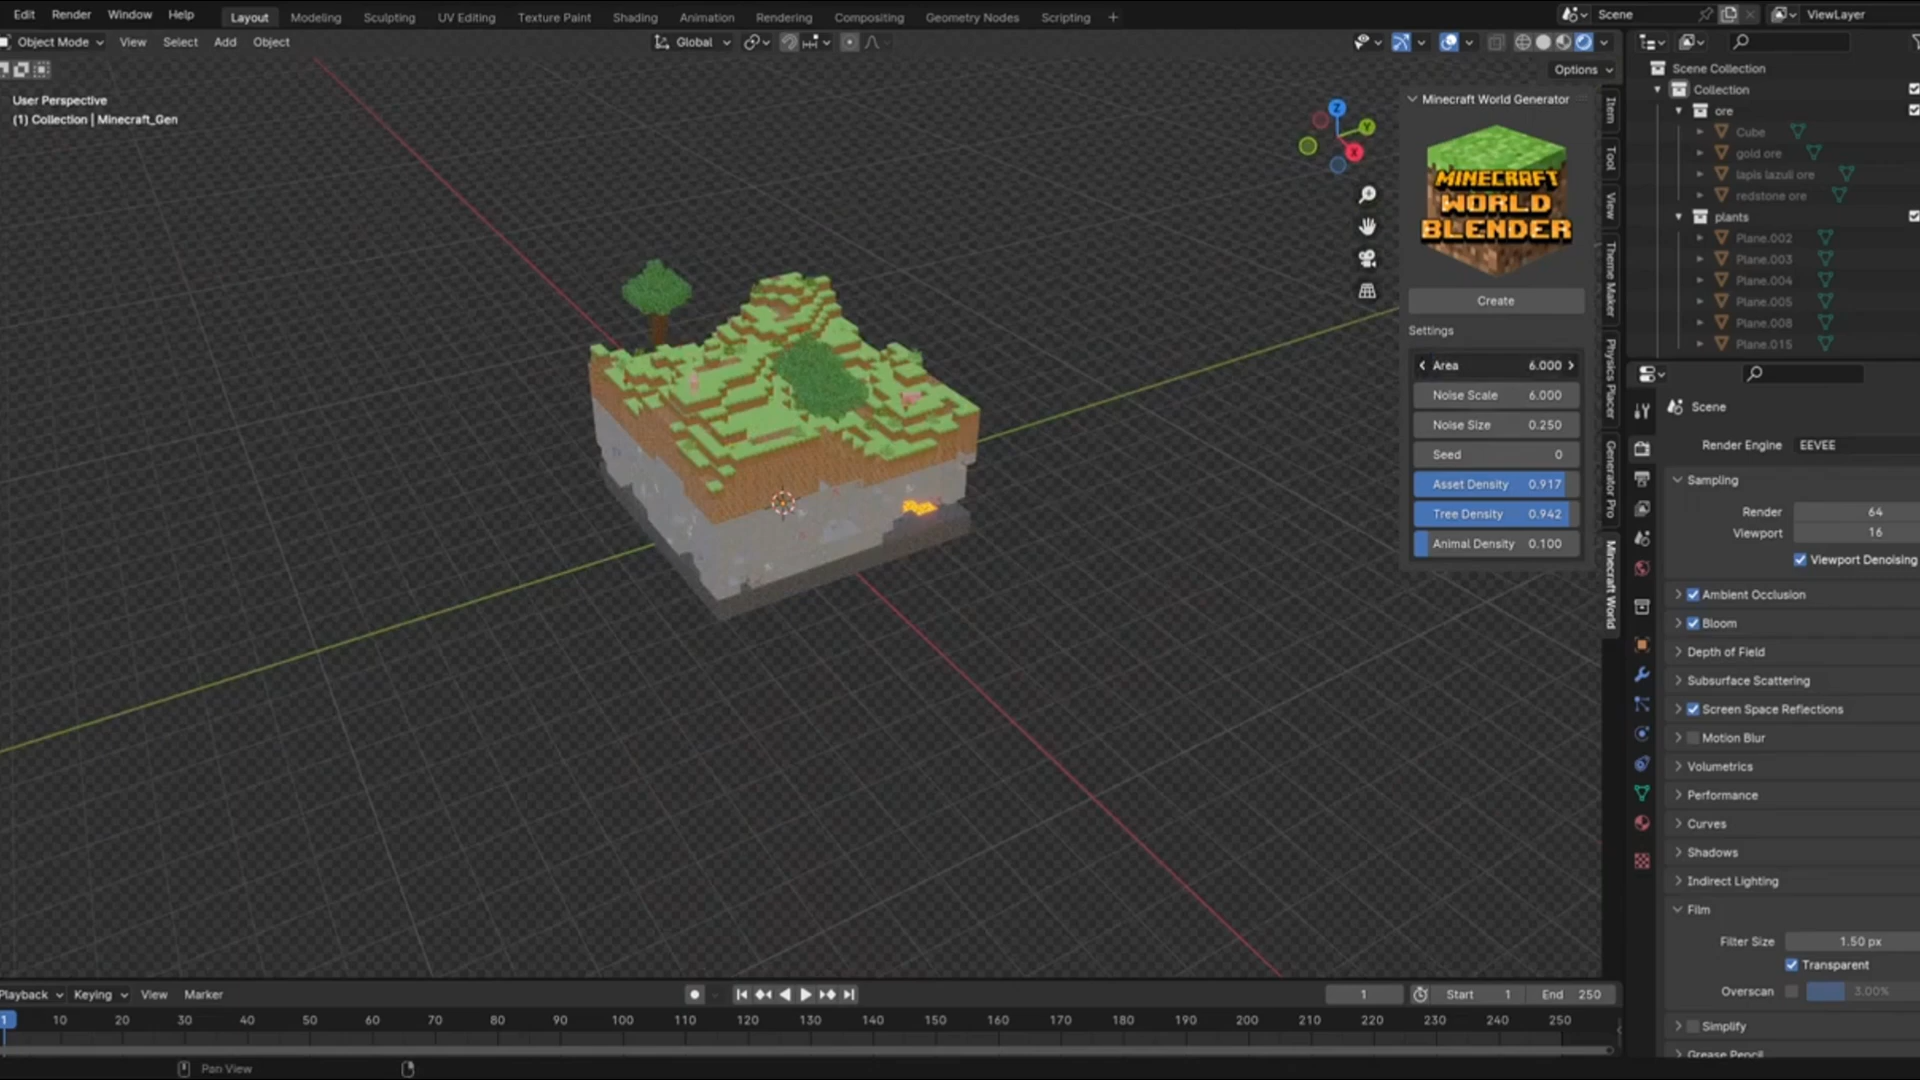 Edit Render Window Help Layout Modeling Sculpting UV Editing Texture Paint Shading Animation Rendering Compositing Geometry Nodes Scripting + Scene ViewLayer
Object Mode View Select Add Object Global
Options
User Perspective
(1) Collection | Minecraft_Gen
Z
Y
X
Minecraft World Generator
MINECRAFT
WORLD
BLENDER
Create
Settings
Area 6.000
Noise Scale 6.000
Noise Size 0.250
Seed 0
Asset Density 0.917
Tree Density 0.942
Animal Density 0.100
Item
Tool
View
Theme Maker
Physics Placer
Generator Pro
Minecraft World
Scene Collection
Collection
ore
Cube
gold ore
lapis lazuli ore
redstone ore
plants
Plane.002
Plane.003
Plane.004
Plane.005
Plane.008
Plane.015
Scene
Render Engine EEVEE
Sampling
Render 64
Viewport 16
Viewport Denoising
Ambient Occlusion
Bloom
Depth of Field
Subsurface Scattering
Screen Space Reflections
Motion Blur
Volumetrics
Performance
Curves
Shadows
Indirect Lighting
Film
Filter Size 1.50 px
Transparent
Overscan 3.00%
Simplify
Grease Pencil
Playback Keying View Marker 1 Start 1 End 250
1 10 20 30 40 50 60 70 80 90 100 110 120 130 140 150 160 170 180 190 200 210 220 230 240 250
Pan View